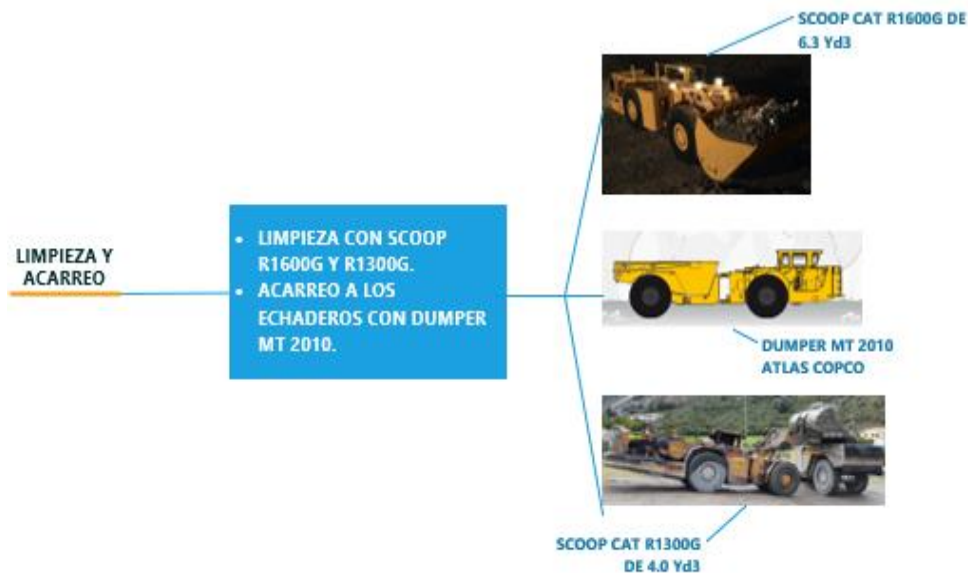 SCOOP CAT R1600G DE
6.3 Yd3
LIMPIEZA Y
ACARREO
• LIMPIEZA CON SCOOP
R1600G Y R1300G.
• ACARREO A LOS
ECHADEROS CON DUMPER
MT 2010.
DUMPER MT 2010
ATLAS COPCO
SCOOP CAT R1300G
DE 4.0 Yd3